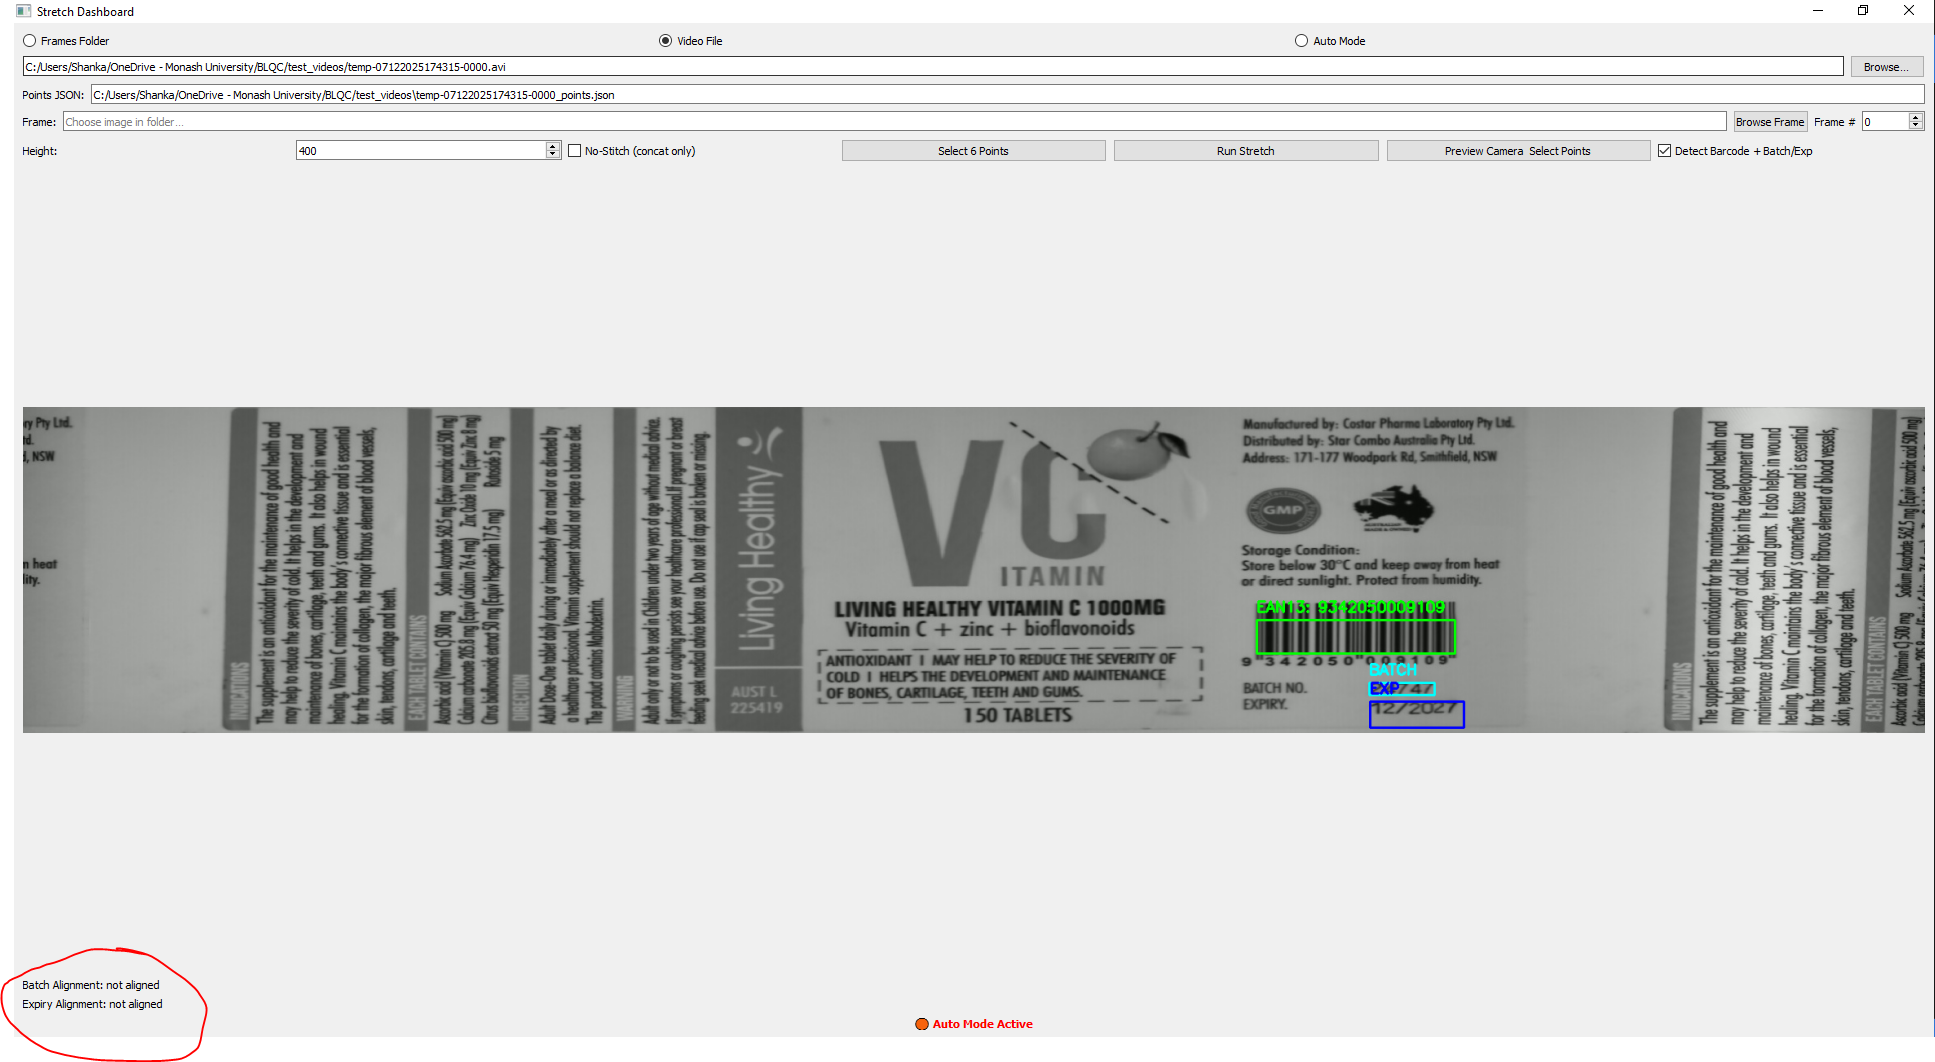 Stretch Dashboard
Frames Folder
Video File
Auto Mode
C:/Users/Shanka/OneDrive - Monash University/BLQC/test_videos/temp-07122025174315-0000.avi
Browse...
Points JSON: C:/Users/Shanka/OneDrive - Monash University/BLQC/test_videos\temp-07122025174315-0000_points.json
Frame: Choose image in folder...
Browse Frame
Frame # 0
Height: 400
No-Stitch (concat only)
Select 6 Points
Run Stretch
Preview Camera Select Points
Detect Barcode + Batch/Exp
ry Pty Ltd.
td.
, NSW
heat
lity.
INDICATIONS
The supplement is an antioxidant for the maintenance of good health and
may help to reduce the severity of cold. It helps in the development and
maintenance of bones, cartilage, teeth and gums. It also helps in wound
healing. Vitamin C maintains the body's connective tissue and is essential
for the formation of collagen, the major fibrous element of blood vessels,
skin, tendons, cartilage and teeth.
EACH TABLET CONTAINS
Ascorbic acid (Vitamin C) 500 mg Sodium Ascorbate 562.5 mg (Equiv ascorbic acid 500 mg)
Calcium carbonate 205.8 mg (Equiv Calcium 76.4 mg) Zinc Oxide 10 mg (Equiv Zinc 8 mg)
Citrus bioflavonoids extract 50 mg (Equiv Hesperidin 17.5 mg) Rutoside 5 mg
DIRECTION
Adult Dose-One tablet daily during or immediately after a meal or as directed by
a healthcare professional. Vitamin supplement should not replace a balance diet.
The product contains Maltodextrin.
WARNING
Adult only or not to be used in Children under two years of age without medical advice.
If symptoms or coughing persists see your healthcare professional.If pregnant or breast
feeding seek medical advice before use. Do not use if cap seal is broken or missing.
Living Healthy
AUST L
225419
VC
ITAMIN
LIVING HEALTHY VITAMIN C 1000MG
Vitamin C + zinc + bioflavonoids
ANTIOXIDANT I MAY HELP TO REDUCE THE SEVERITY OF
COLD I HELPS THE DEVELOPMENT AND MAINTENANCE
OF BONES, CARTILAGE, TEETH AND GUMS.
150 TABLETS
Manufactured by: Costar Pharma Laboratory Pty Ltd.
Distributed by: Star Combo Australia Pty Ltd.
Address: 171-177 Woodpark Rd, Smithfield, NSW
GMP
Storage Condition:
Store below 30°C and keep away from heat
or direct sunlight. Protect from humidity.
EAN13: 9342050009109
9 342050 009109
BATCH
BATCH NO.
EXP 747
EXPIRY. 12/2027
INDICATIONS
The supplement is an antioxidant for the maintenance of good health and
may help to reduce the severity of cold. It helps in the development and
maintenance of bones, cartilage, teeth and gums. It also helps in wound
healing. Vitamin C maintains the body's connective tissue and is essential
for the formation of collagen, the major fibrous element of blood vessels,
skin, tendons, cartilage and teeth.
EACH TABLET CONTAINS
Ascorbic acid (Vitamin C) 500 mg Sodium Ascorbate 562.5 mg (Equiv ascorbic acid 500 mg)
Batch Alignment: not aligned
Expiry Alignment: not aligned
Auto Mode Active